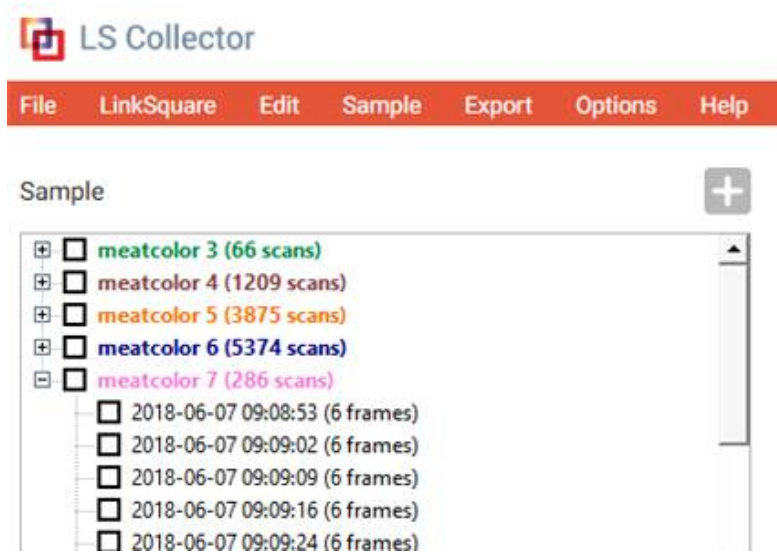 LS Collector
File LinkSquare Edit Sample Export Options Help
Sample
meatcolor 3 (66 scans)
meatcolor 4 (1209 scans)
meatcolor 5 (3875 scans)
meatcolor 6 (5374 scans)
meatcolor 7 (286 scans)
2018-06-07 09:08:53 (6 frames)
2018-06-07 09:09:02 (6 frames)
2018-06-07 09:09:09 (6 frames)
2018-06-07 09:09:16 (6 frames)
2018-06-07 09:09:24 (6 frames)